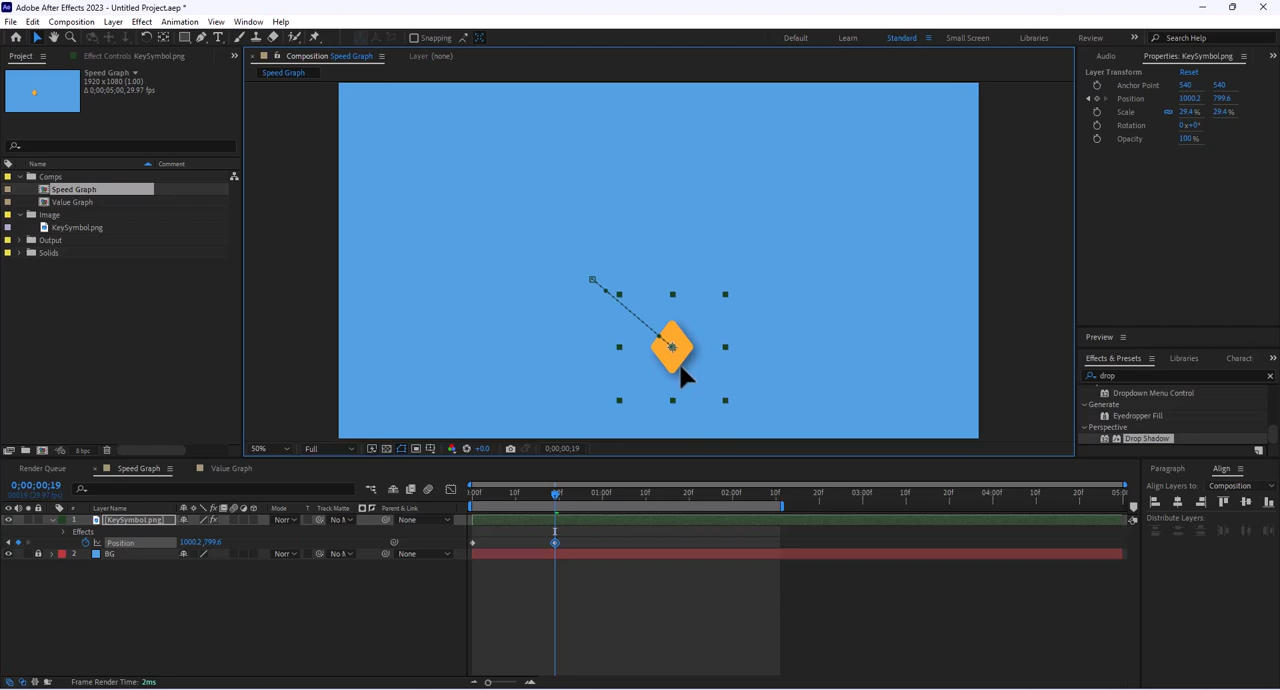 Adobe After Effects 2023 - Untitled Project.aep *
File Edit Composition Layer Effect Animation View Window Help
Snapping Default Learn Standard Small Screen Libraries Review Search Help
Project Effect Controls KeySymbol.png Composition Speed Graph Layer (none) Audio Properties: KeySymbol.png
Speed Graph Speed Graph Layer Transform Reset
1920 x 1080 (1.00) Anchor Point 540 540
Δ 0;00;05;00, 29.97 fps Position 1000.2 799.6
Scale 29.4 % 29.4 %
Rotation 0x+0°
Opacity 100 %
Name Comment
Comps
Speed Graph
Value Graph
Image
KeySymbol.png
Output
Solids
Preview
Effects & Presets Libraries Charact
drop
Dropdown Menu Control
Generate
Eyedropper Fill
Perspective
Drop Shadow
8 bpc 50% Full +0.0 0;00;00;19
Render Queue Speed Graph Value Graph Paragraph Align
0;00;00;19 Align Layers to: Composition
00019 (29.97 fps) :00f 10f 01:00f 10f 20f 02:00f 10f 20f 03:00f 10f 20f 04:00f 10f 20f 05:00
# Layer Name Mode Track Matte Parent & Link
1 [KeySymbol.png] Norr No M None
Distribute Layers:
Effects
Position 1000.2,799.6
2 BG Norr No M None
Frame Render Time: 2ms